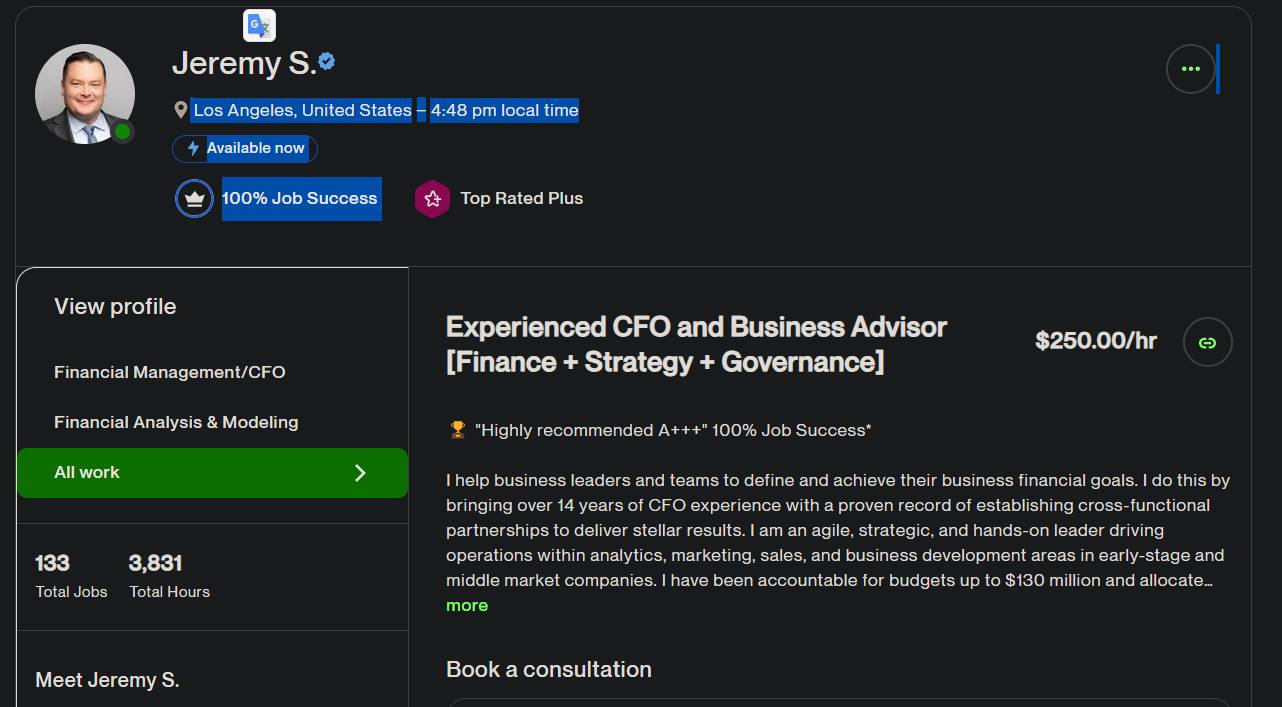 Jeremy S.
Los Angeles, United States – 4:48 pm local time
Available now
100% Job Success
Top Rated Plus
View profile
Financial Management/CFO
Financial Analysis & Modeling
All work
133
3,831
Total Jobs
Total Hours
Meet Jeremy S.
Experienced CFO and Business Advisor
[Finance + Strategy + Governance]
$250.00/hr
"Highly recommended A+++" 100% Job Success*
I help business leaders and teams to define and achieve their business financial goals. I do this by
bringing over 14 years of CFO experience with a proven record of establishing cross-functional
partnerships to deliver stellar results. I am an agile, strategic, and hands-on leader driving
operations within analytics, marketing, sales, and business development areas in early-stage and
middle market companies. I have been accountable for budgets up to $130 million and allocate…
more
Book a consultation